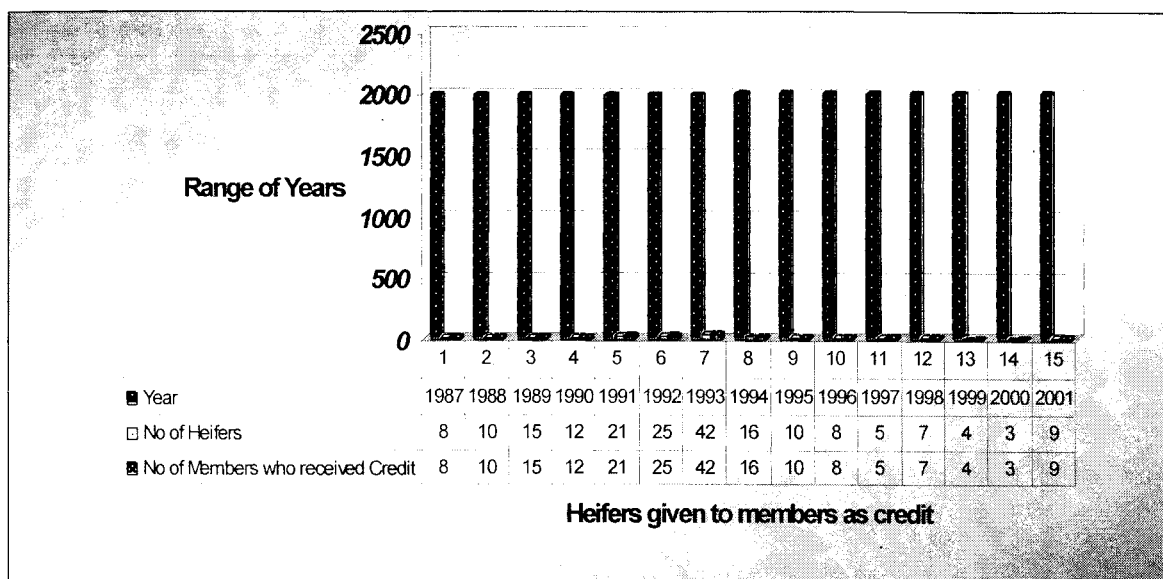 2500
2000
1500
Range of Years
1000
500
0
1 2 3 4 5 6 7 8 9 10 11 12 13 14 15
Year 1987 1988 1989 1990 1991 1992 1993 1994 1995 1996 1997 1998 1999 2000 2001
No of Heifers 8 10 15 12 21 25 42 16 10 8 5 7 4 3 9
No of Members who received Credit 8 10 15 12 21 25 42 16 10 8 5 7 4 3 9
Heifers given to members as credit